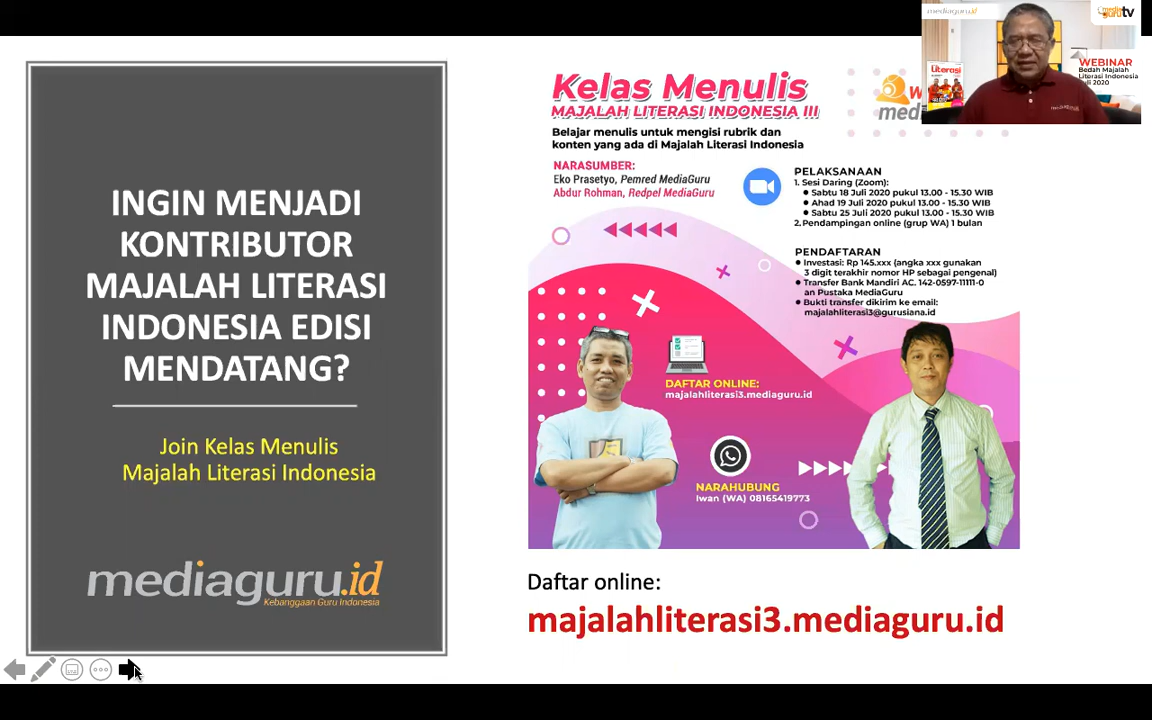 mediaguru.id
media
guru tv
Literasi
WEBINAR
Bedah Majalah
Literasi Indonesia
2020
INGIN MENJADI
KONTRIBUTOR
MAJALAH LITERASI
INDONESIA EDISI
MENDATANG?
Join Kelas Menulis
Majalah Literasi Indonesia
mediaguru.id
Kebanggaan Guru Indonesia
Kelas Menulis
MAJALAH LITERASI INDONESIA III
Belajar menulis untuk mengisi rubrik dan
konten yang ada di Majalah Literasi Indonesia
NARASUMBER:
Eko Prasetyo, Pemred MediaGuru
Abdur Rohman, Redpel MediaGuru
PELAKSANAAN
1. Sesi Daring (Zoom):
● Sabtu 18 Juli 2020 pukul 13.00 - 15.30 WIB
● Ahad 19 Juli 2020 pukul 13.00 - 15.30 WIB
● Sabtu 25 Juli 2020 pukul 13.00 - 15.30 WIB
2. Pendampingan online (grup WA) 1 bulan
PENDAFTARAN
● Investasi: Rp 145.xxx (angka xxx gunakan
3 digit terakhir nomor HP sebagai pengenal)
● Transfer Bank Mandiri AC. 142-0597-11111-0
an Pustaka MediaGuru
● Bukti transfer dikirim ke email:
majalahliterasi3@gurusiana.id
DAFTAR ONLINE:
majalahliterasi3.mediaguru.id
NARAHUBUNG
Iwan (WA) 08165419773
Daftar online:
majalahliterasi3.mediaguru.id